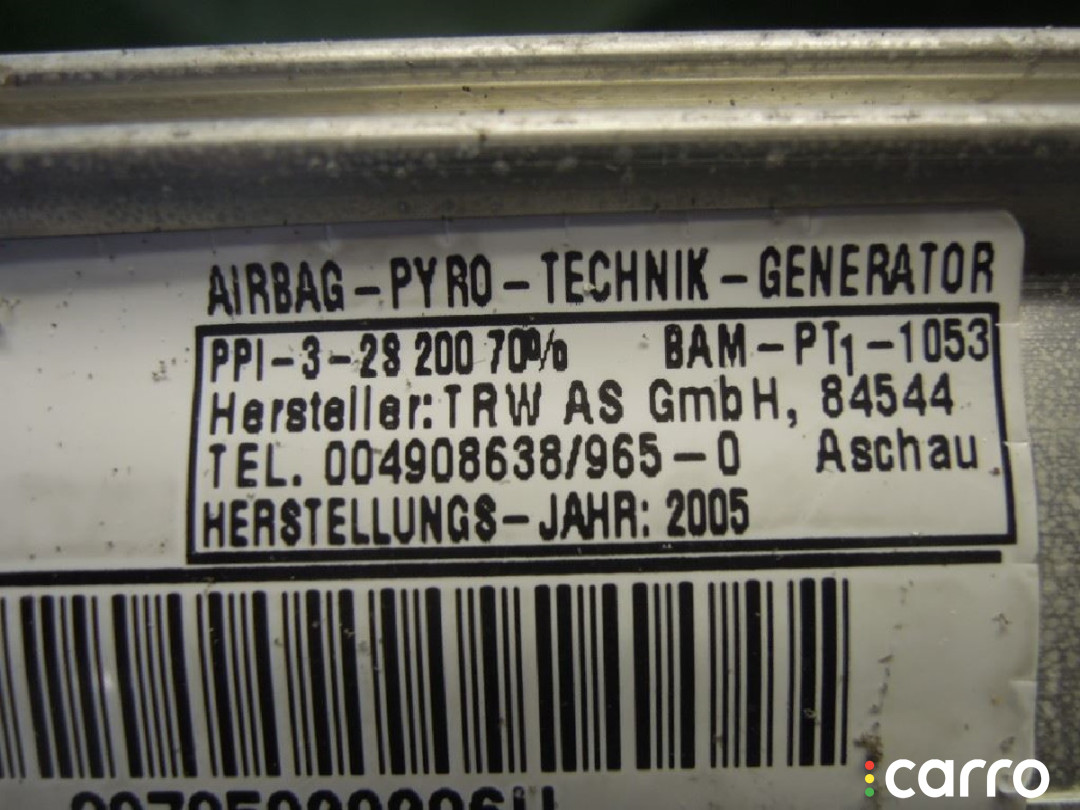 AIRBAG-PYRO-TECHNIK-GENERATOR
PPI-3-28 200 70% BAM-PT1-1053
Hersteller: TRW AS GmbH, 84544
TEL. 004908638/965-0 Aschau
HERSTELLUNGS-JAHR: 2005
carro